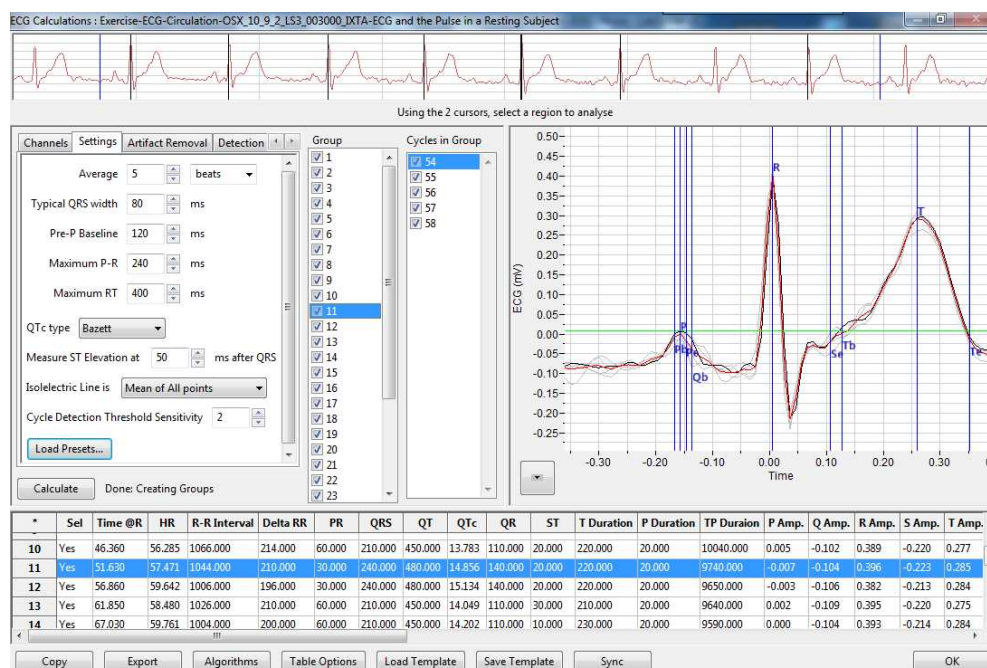 ECG Calculations : Exercise-ECG-Circulation-OSX_10_9_2_LS3_003000_IXTA-ECG and the Pulse in a Resting Subject
Using the 2 cursors, select a region to analyse
Channels Settings Artifact Removal Detection
Average 5 beats
Typical QRS width 80 ms
Pre-P Baseline 120 ms
Maximum P-R 240 ms
Maximum RT 400 ms
QTc type Bazett
Measure ST Elevation at 50 ms after QRS
Isolelectric Line is Mean of All points
Cycle Detection Threshold Sensitivity 2
Load Presets...
Calculate Done: Creating Groups
Group
1
2
3
4
5
6
7
8
9
10
11
12
13
14
15
16
17
18
19
20
21
22
23
Cycles in Group
54
55
56
57
58
ECG (mV)
0.50
0.45
0.40
0.35
0.30
0.25
0.20
0.15
0.10
0.05
0.00
-0.05
-0.10
-0.15
-0.20
-0.25
R
T
P
Pb Pe
Qb
Se
Tb
Te
-0.30 -0.20 -0.10 0.00 0.10 0.20 0.30
Time
* Sel Time @R HR R-R Interval Delta RR PR QRS QT QTc QR ST T Duration P Duration TP Duraion P Amp. Q Amp. R Amp. S Amp. T Amp.
10 Yes 46.360 56.285 1066.000 214.000 60.000 210.000 450.000 13.783 110.000 20.000 220.000 20.000 10040.000 0.005 -0.102 0.389 -0.220 0.277
11 Yes 51.630 57.471 1044.000 210.000 30.000 240.000 480.000 14.856 140.000 20.000 220.000 20.000 9740.000 -0.007 -0.104 0.396 -0.223 0.285
12 Yes 56.860 59.642 1006.000 196.000 30.000 240.000 480.000 15.134 140.000 20.000 220.000 20.000 9650.000 -0.003 -0.106 0.382 -0.213 0.284
13 Yes 61.850 58.480 1026.000 210.000 60.000 210.000 450.000 14.049 110.000 30.000 210.000 20.000 9640.000 0.002 -0.109 0.395 -0.220 0.275
14 Yes 67.030 59.761 1004.000 200.000 60.000 210.000 450.000 14.202 110.000 10.000 230.000 20.000 9590.000 0.000 -0.104 0.393 -0.214 0.284
Copy Export Algorithms Table Options Load Template Save Template Sync OK